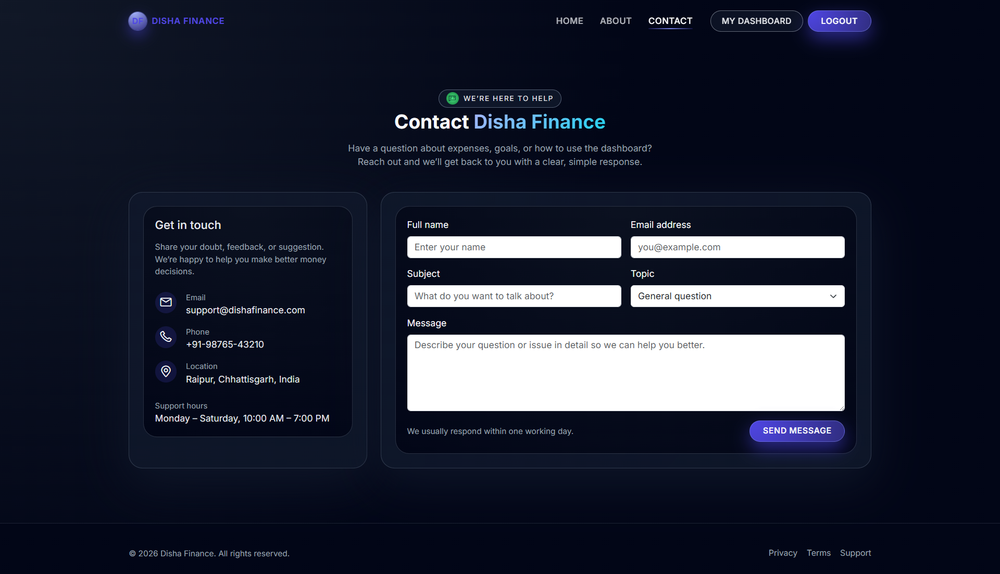 DF DISHA FINANCE
HOME ABOUT CONTACT MY DASHBOARD LOGOUT
WE’RE HERE TO HELP
Contact Disha Finance
Have a question about expenses, goals, or how to use the dashboard?
Reach out and we’ll get back to you with a clear, simple response.
Get in touch
Share your doubt, feedback, or suggestion.
We’re happy to help you make better money
decisions.
Email
support@dishafinance.com
Phone
+91-98765-43210
Location
Raipur, Chhattisgarh, India
Support hours
Monday – Saturday, 10:00 AM – 7:00 PM
Full name
Enter your name
Email address
you@example.com
Subject
What do you want to talk about?
Topic
General question
Message
Describe your question or issue in detail so we can help you better.
We usually respond within one working day.
SEND MESSAGE
© 2026 Disha Finance. All rights reserved.
Privacy Terms Support